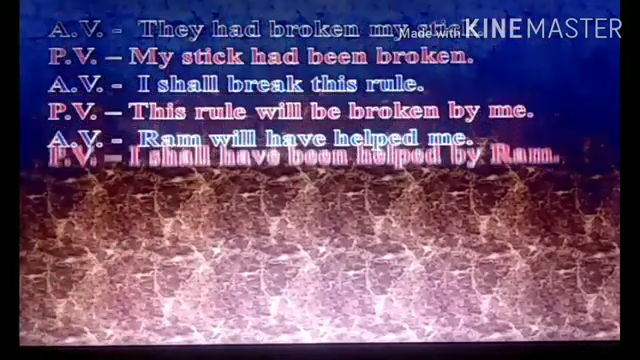 A.V. - They had broken my stick.
Made with KINEMASTER
P.V. – My stick had been broken.
A.V. - I shall break this rule.
P.V. – This rule will be broken by me.
A.V. - Ram will have helped me.
P.V. – I shall have been helped by Ram.